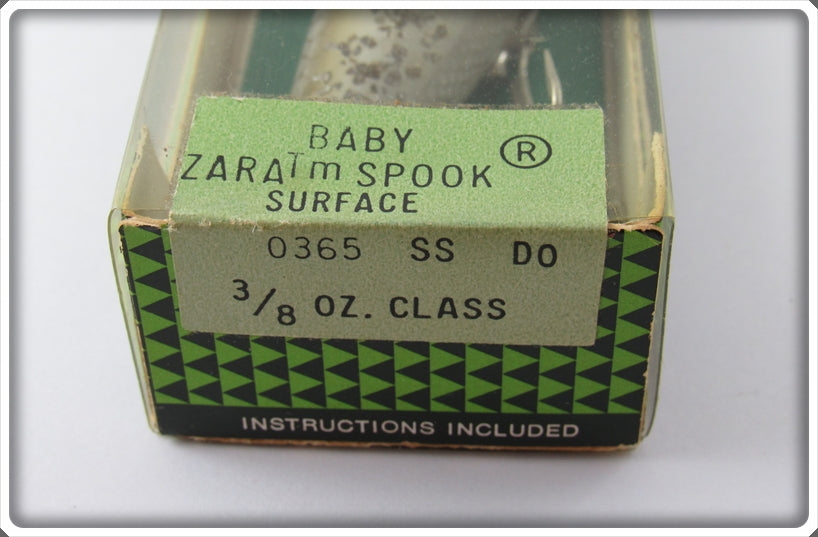 BABY
ZARA™ SPOOK ®
SURFACE
0365 SS DO
3/8 OZ. CLASS
INSTRUCTIONS INCLUDED